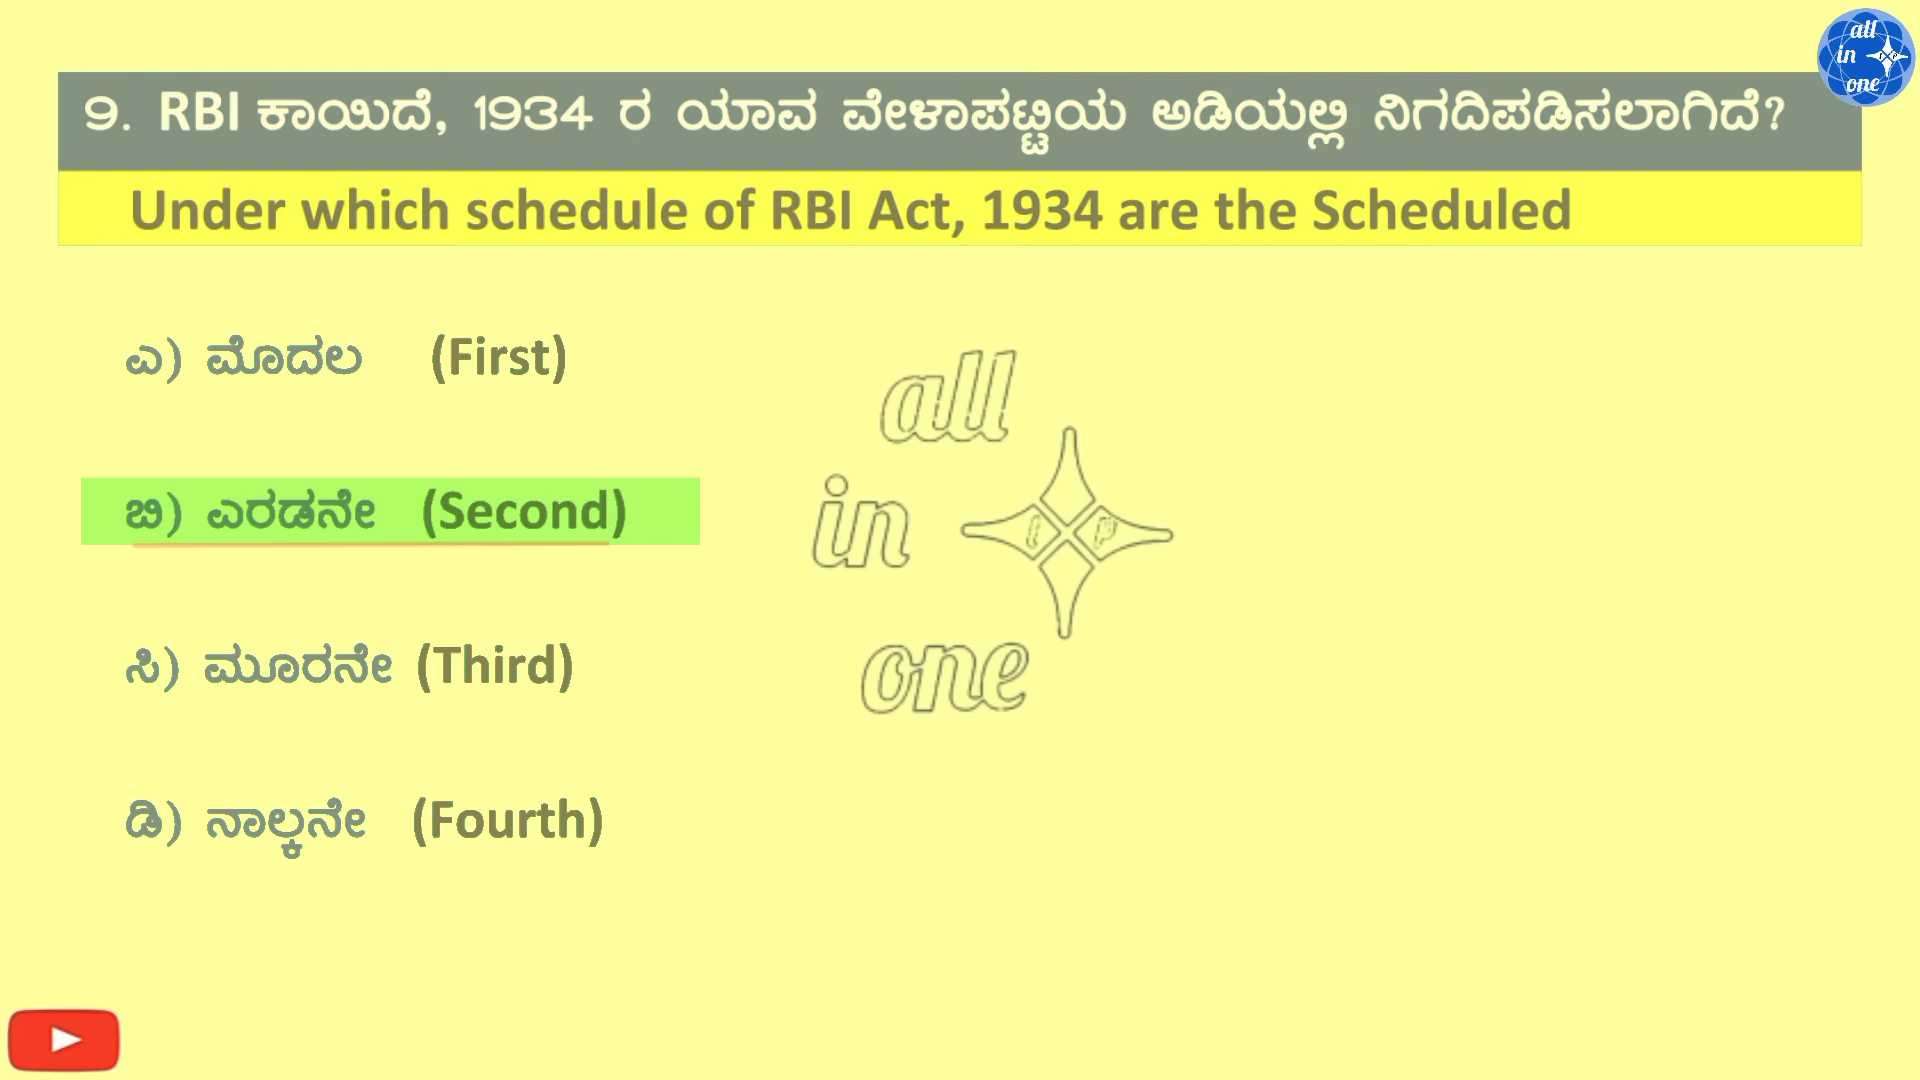 all
in
one
9. RBI ಕಾಯಿದೆ, 1934 ರ ಯಾವ ವೇಳಾಪಟ್ಟಿಯ ಅಡಿಯಲ್ಲಿ ನಿಗದಿಪಡಿಸಲಾಗಿದೆ?
Under which schedule of RBI Act, 1934 are the Scheduled
ಎ) ಮೊದಲ (First)
ಬಿ) ಎರಡನೇ (Second)
ಸಿ) ಮೂರನೇ (Third)
ಡಿ) ನಾಲ್ಕನೇ (Fourth)
all
in
one